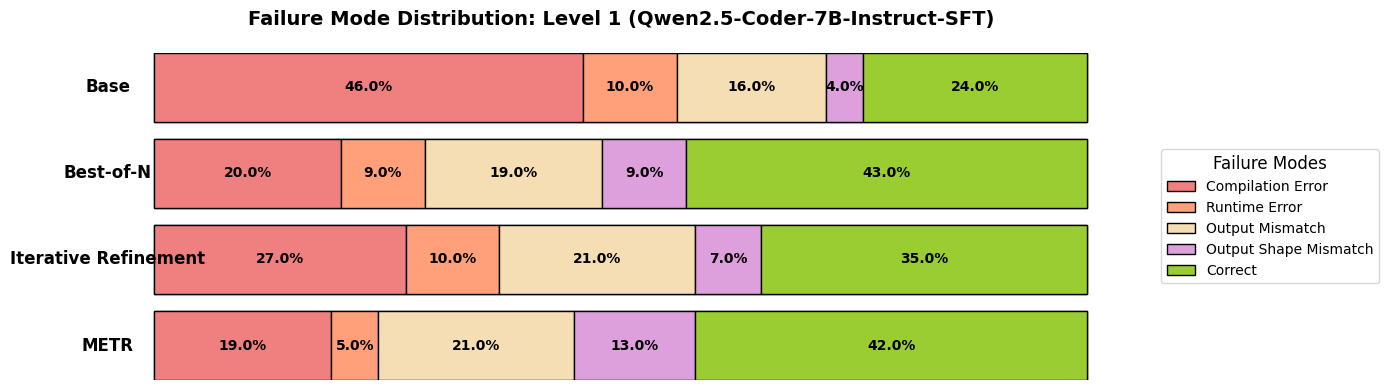 Failure Mode Distribution: Level 1 (Qwen2.5-Coder-7B-Instruct-SFT)
Base
46.0%
10.0%
16.0%
4.0%
24.0%
Best-of-N
20.0%
9.0%
19.0%
9.0%
43.0%
Iterative Refinement
27.0%
10.0%
21.0%
7.0%
35.0%
METR
19.0%
5.0%
21.0%
13.0%
42.0%
Failure Modes
Compilation Error
Runtime Error
Output Mismatch
Output Shape Mismatch
Correct